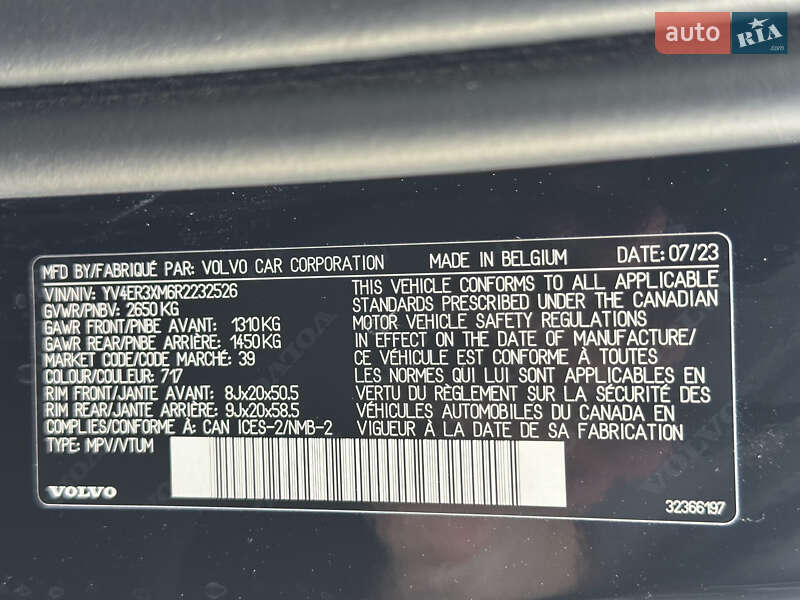 auto RIA .com
MFD BY/FABRIQUÉ PAR: VOLVO CAR CORPORATION MADE IN BELGIUM DATE: 07/23
VIN/NIV: YV4ER3XM6R2232526
GVWR/PNBV: 2650 KG
GAWR FRONT/PNBE AVANT: 1310 KG
GAWR REAR/PNBE ARRIÈRE: 1450 KG
MARKET CODE/CODE MARCHÉ: 39
COLOUR/COULEUR: 717
RIM FRONT/JANTE AVANT: 8Jx20x50.5
RIM REAR/JANTE ARRIÈRE: 9Jx20x58.5
COMPLIES/CONFORME À: CAN ICES-2/NMB-2
TYPE: MPV/VTUM
THIS VEHICLE CONFORMS TO ALL APPLICABLE
STANDARDS PRESCRIBED UNDER THE CANADIAN
MOTOR VEHICLE SAFETY REGULATIONS
IN EFFECT ON THE DATE OF MANUFACTURE/
CE VÉHICULE EST CONFORME À TOUTES
LES NORMES QUI LUI SONT APPLICABLES EN
VERTU DU RÈGLEMENT SUR LA SÉCURITÉ DES
VÉHICULES AUTOMOBILES DU CANADA EN
VIGUEUR À LA DATE DE SA FABRICATION
VOLVO
32366197